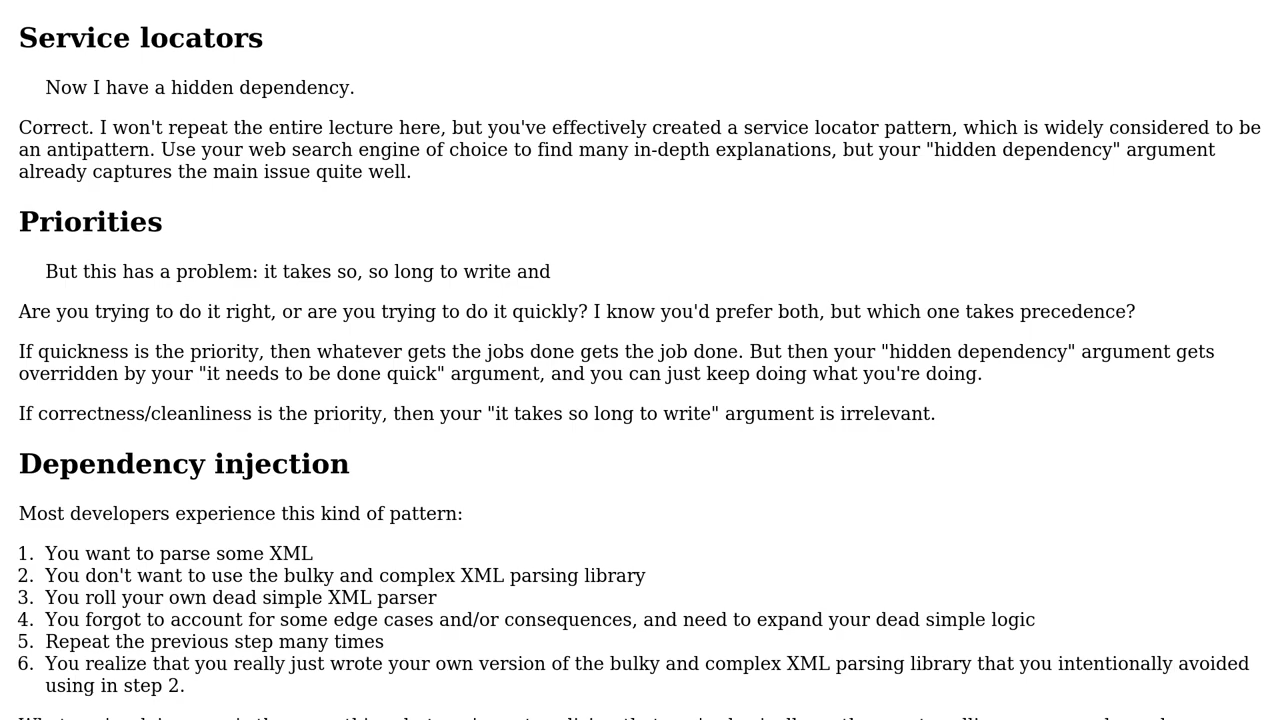 Service locators
Now I have a hidden dependency.
Correct. I won't repeat the entire lecture here, but you've effectively created a service locator pattern, which is widely considered to be
an antipattern. Use your web search engine of choice to find many in-depth explanations, but your "hidden dependency" argument
already captures the main issue quite well.
Priorities
But this has a problem: it takes so, so long to write and
Are you trying to do it right, or are you trying to do it quickly? I know you'd prefer both, but which one takes precedence?
If quickness is the priority, then whatever gets the jobs done gets the job done. But then your "hidden dependency" argument gets
overridden by your "it needs to be done quick" argument, and you can just keep doing what you're doing.
If correctness/cleanliness is the priority, then your "it takes so long to write" argument is irrelevant.
Dependency injection
Most developers experience this kind of pattern:
1. You want to parse some XML
2. You don't want to use the bulky and complex XML parsing library
3. You roll your own dead simple XML parser
4. You forgot to account for some edge cases and/or consequences, and need to expand your dead simple logic
5. Repeat the previous step many times
6. You realize that you really just wrote your own version of the bulky and complex XML parsing library that you intentionally avoided
using in step 2.